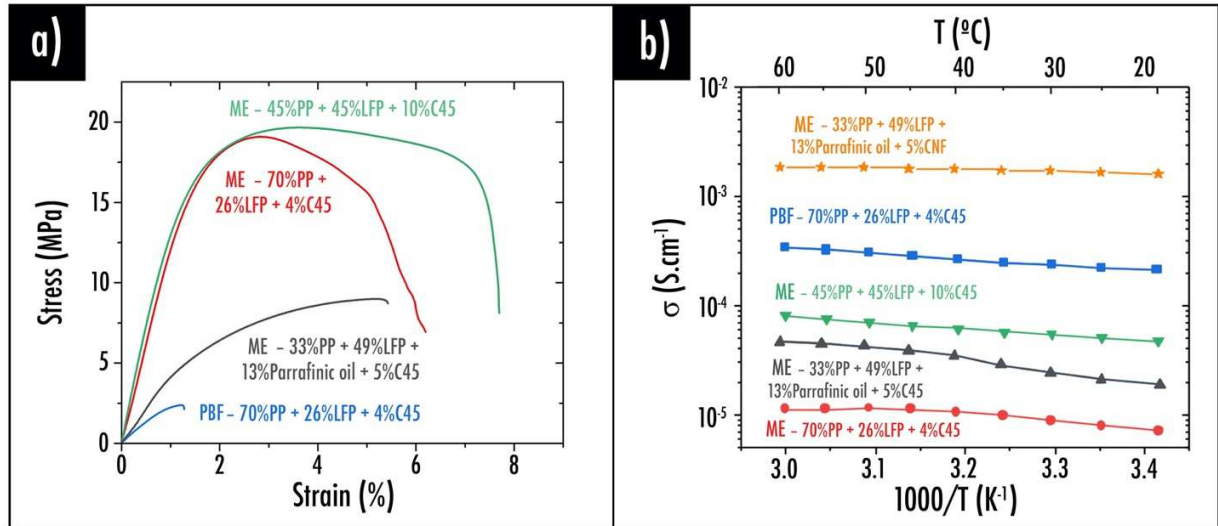 a)
ME – 45%PP + 45%LFP + 10%C45
ME – 70%PP +
26%LFP + 4%C45
ME – 33%PP + 49%LFP +
13%Parrafinic oil + 5%C45
PBF – 70%PP + 26%LFP + 4%C45
Stress (MPa)
20
15
10
5
0
0 2 4 6 8
Strain (%)
b)
T (ºC)
60 50 40 30 20
ME – 33%PP + 49%LFP +
13%Parrafinic oil + 5%CNF
PBF – 70%PP + 26%LFP + 4%C45
ME – 45%PP + 45%LFP + 10%C45
ME – 33%PP + 49%LFP +
13%Parrafinic oil + 5%C45
ME – 70%PP + 26%LFP + 4%C45
σ (S.cm⁻¹)
10⁻²
10⁻³
10⁻⁴
10⁻⁵
3.0 3.1 3.2 3.3 3.4
1000/T (K⁻¹)